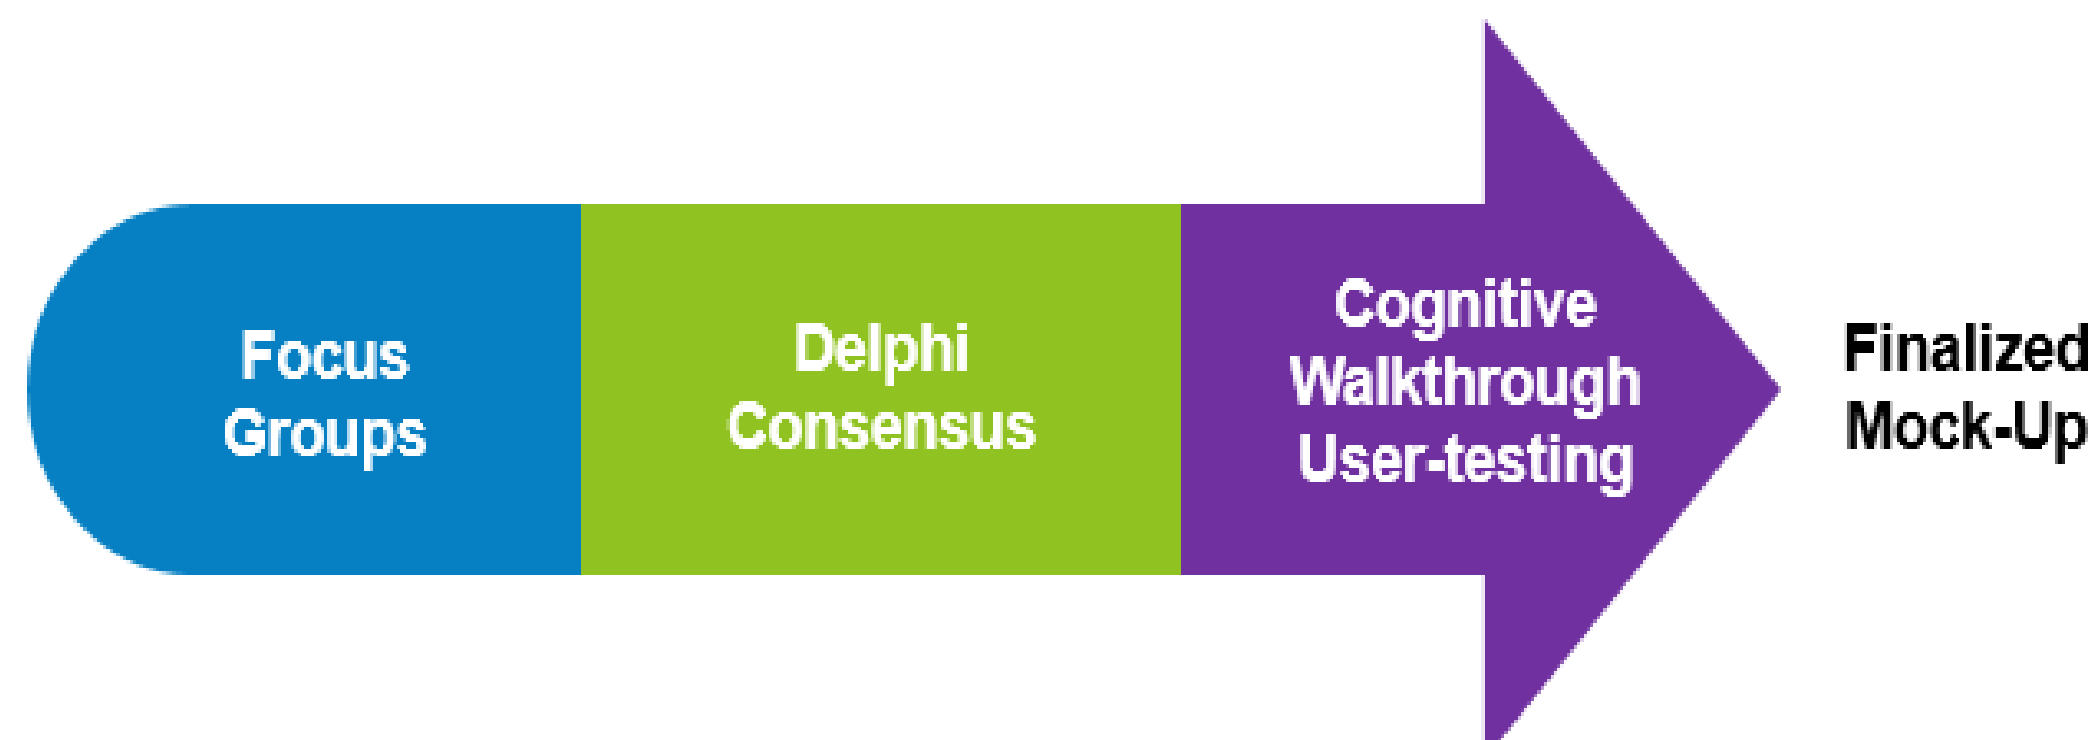 Focus
Groups
Delphi
Consensus
Cognitive
Walkthrough
User-testing
Finalized
Mock-Up